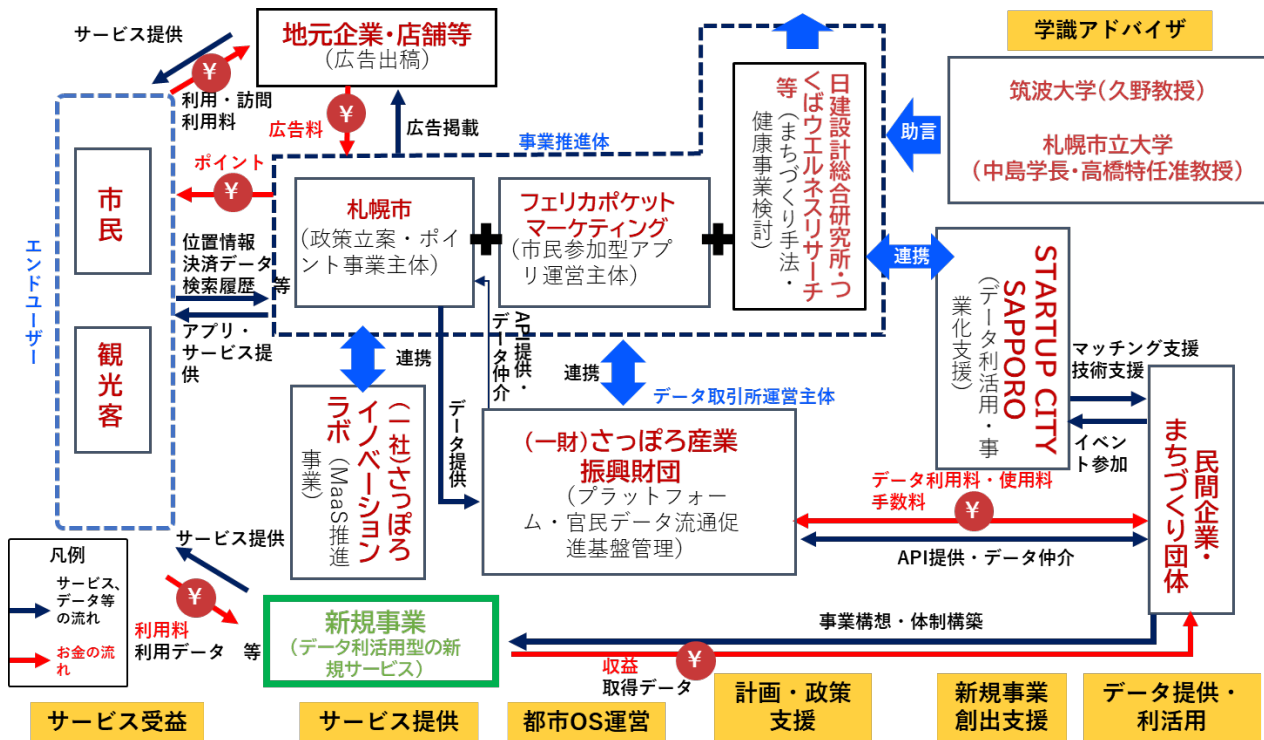 サービス提供
¥
利用・訪問
利用料
地元企業・店舗等
(広告出稿)
¥
広告料
広告掲載
事業推進体
学識アドバイザ
筑波大学(久野教授)
札幌市立大学
(中島学長・高橋特任准教授)
助言
エンドユーザー
市民
観光客
ポイント
¥
位置情報
決済データ
検索履歴 等
アプリ・
サービス提
供
札幌市
(政策立案・ポイ
ント事業主体)
+
フェリカポケット
マーケティング
(市民参加型アプ
リ運営主体)
+
日建設計総合研究所・つ
くばウエルネスリサーチ
等(まちづくり手法・
健康事業検討)
連携
STARTUP CITY
SAPPORO
(データ利活用・事
業化支援)
マッチング支援
技術支援
イベン
ト参加
民間企業・
まちづくり団体
連携
API提供・
データ仲介
データ提供
連携
データ取引所運営主体
(一社)さっぽろ
イノベーション
ラボ(MaaS推進
事業)
(一財)さっぽろ産業
振興財団
(プラットフォー
ム・官民データ流通促
進基盤管理)
データ利用料・使用料
手数料
¥
API提供・データ仲介
サービス提供
¥
利用料
利用データ 等
新規事業
(データ利活用型の新
規サービス)
事業構想・体制構築
収益
¥
取得データ
凡例
サービス、
データ等
の流れ
お金の流
れ
サービス受益
サービス提供
都市OS運営
計画・政策
支援
新規事業
創出支援
データ提供・
利活用